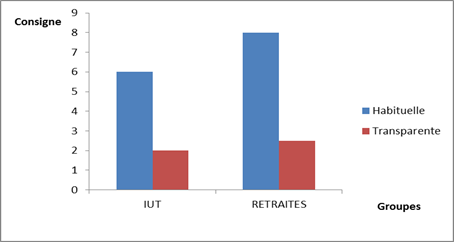 Consigne
9
8
7
6
5
4
3
2
1
0
IUT RETRAITES
Groupes
Habituelle
Transparente